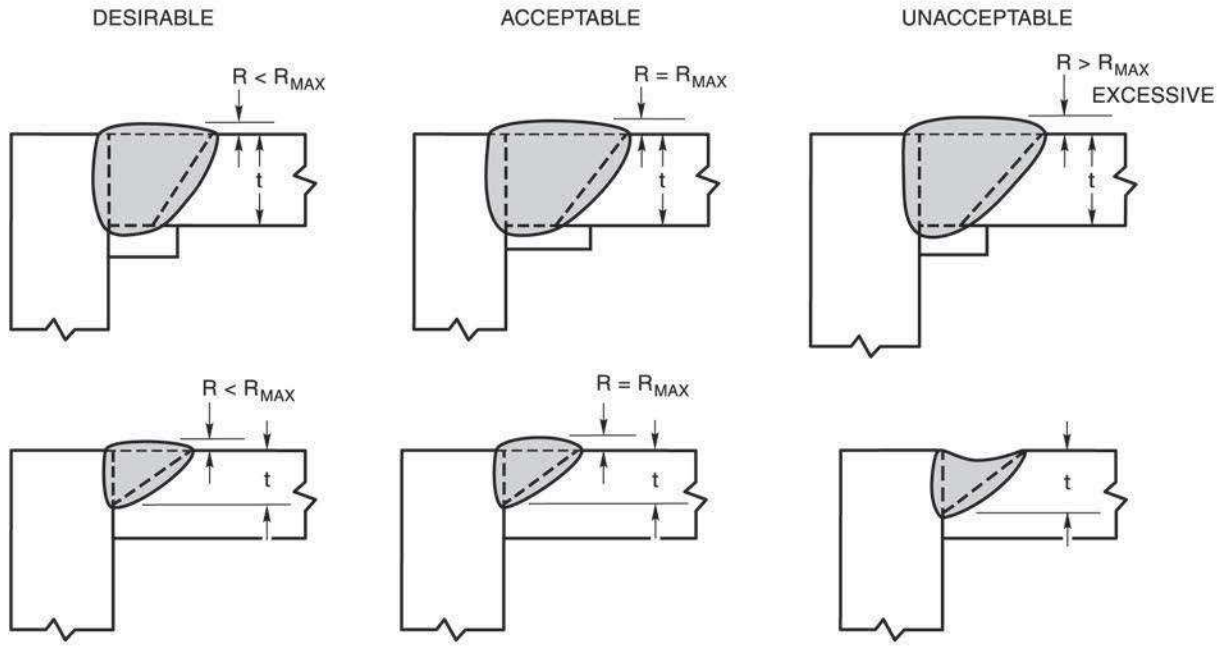 DESIRABLE
ACCEPTABLE
UNACCEPTABLE
R < RMAX
R = RMAX
R > RMAX
EXCESSIVE
t
t
t
R < RMAX
R = RMAX
t
t
t